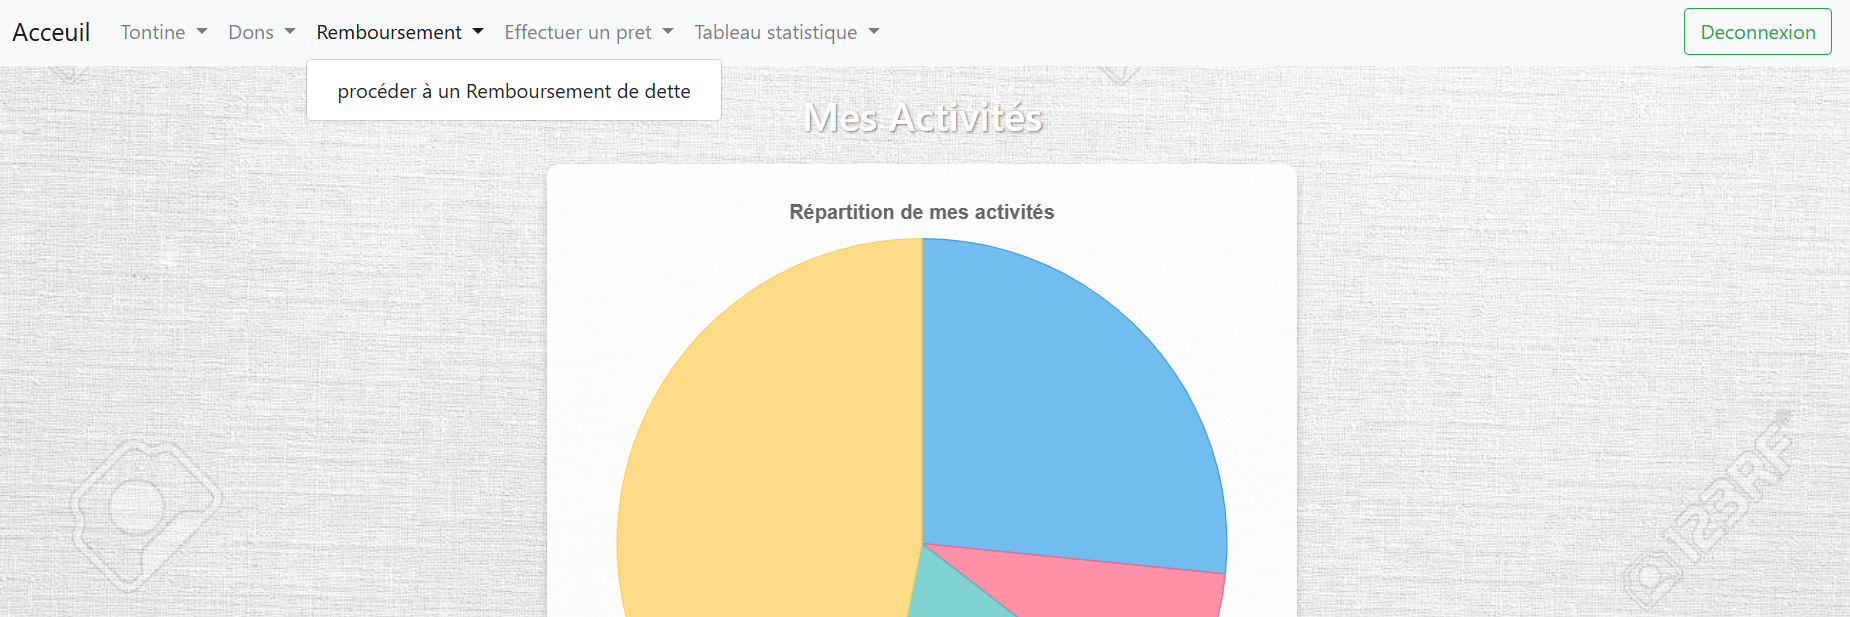 Acceuil Tontine Dons Remboursement Effectuer un pret Tableau statistique Deconnexion
procéder à un Remboursement de dette
Mes Activités
Répartition de mes activités
123RF